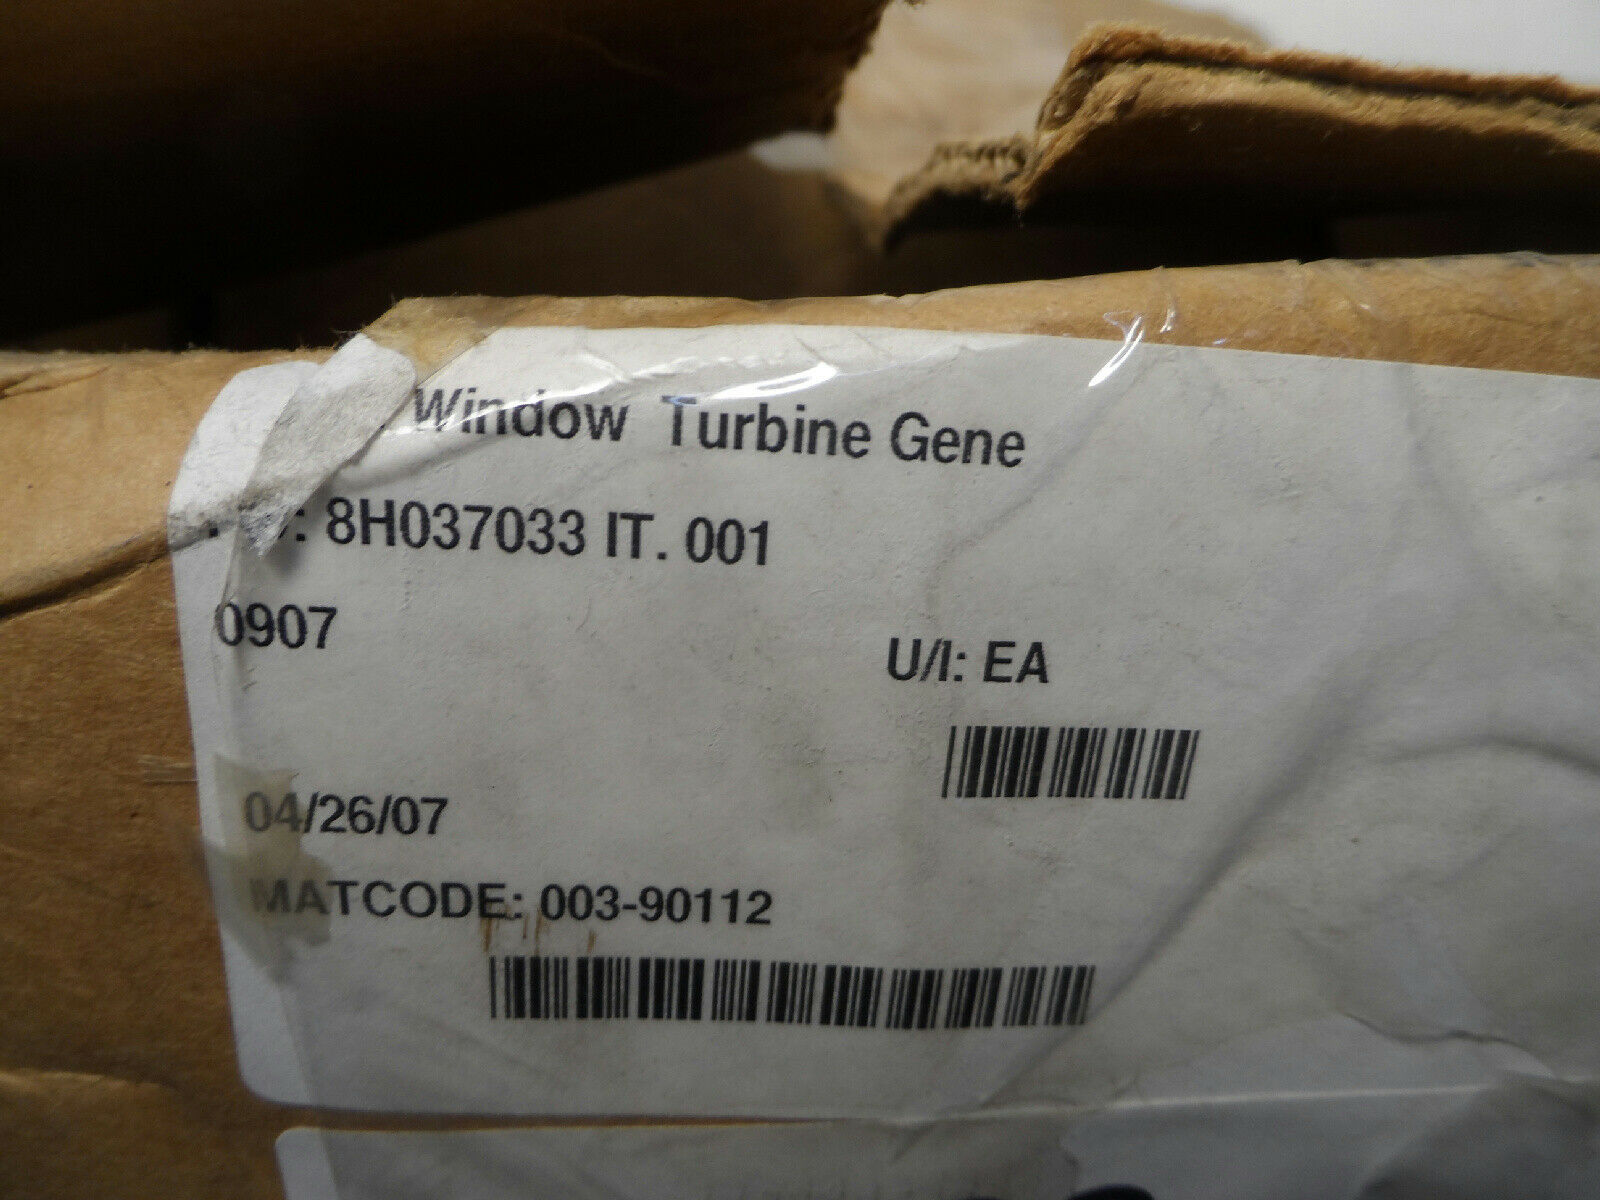 Window Turbine Gene
8H037033 IT. 001
0907
U/I: EA
04/26/07
MATCODE: 003-90112